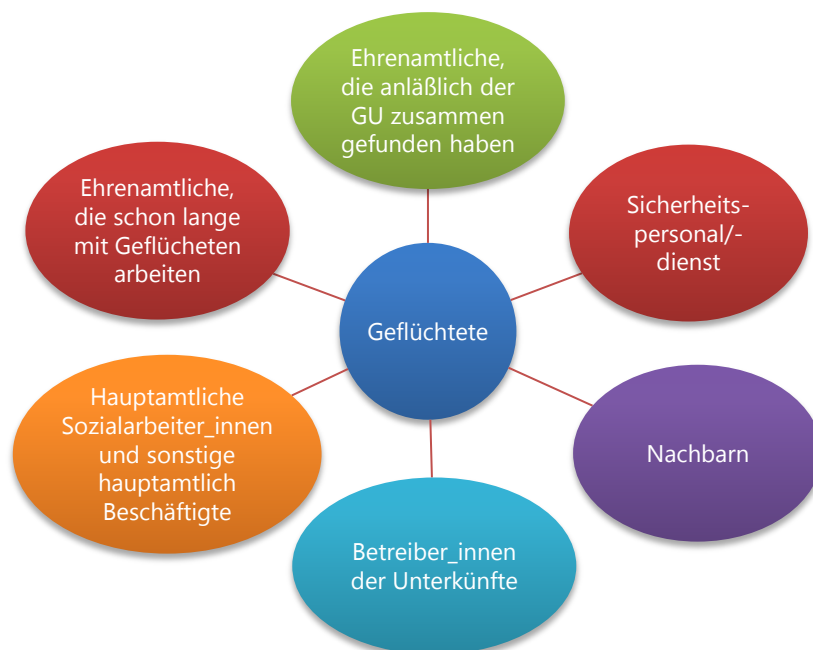 Ehrenamtliche,
die anläßlich der
GU zusammen
gefunden haben
Ehrenamtliche,
die schon lange
mit Geflücheten
arbeiten
Sicherheits-
personal/-
dienst
Geflüchtete
Hauptamtliche
Sozialarbeiter_innen
und sonstige
hauptamtlich
Beschäftigte
Nachbarn
Betreiber_innen
der Unterkünfte